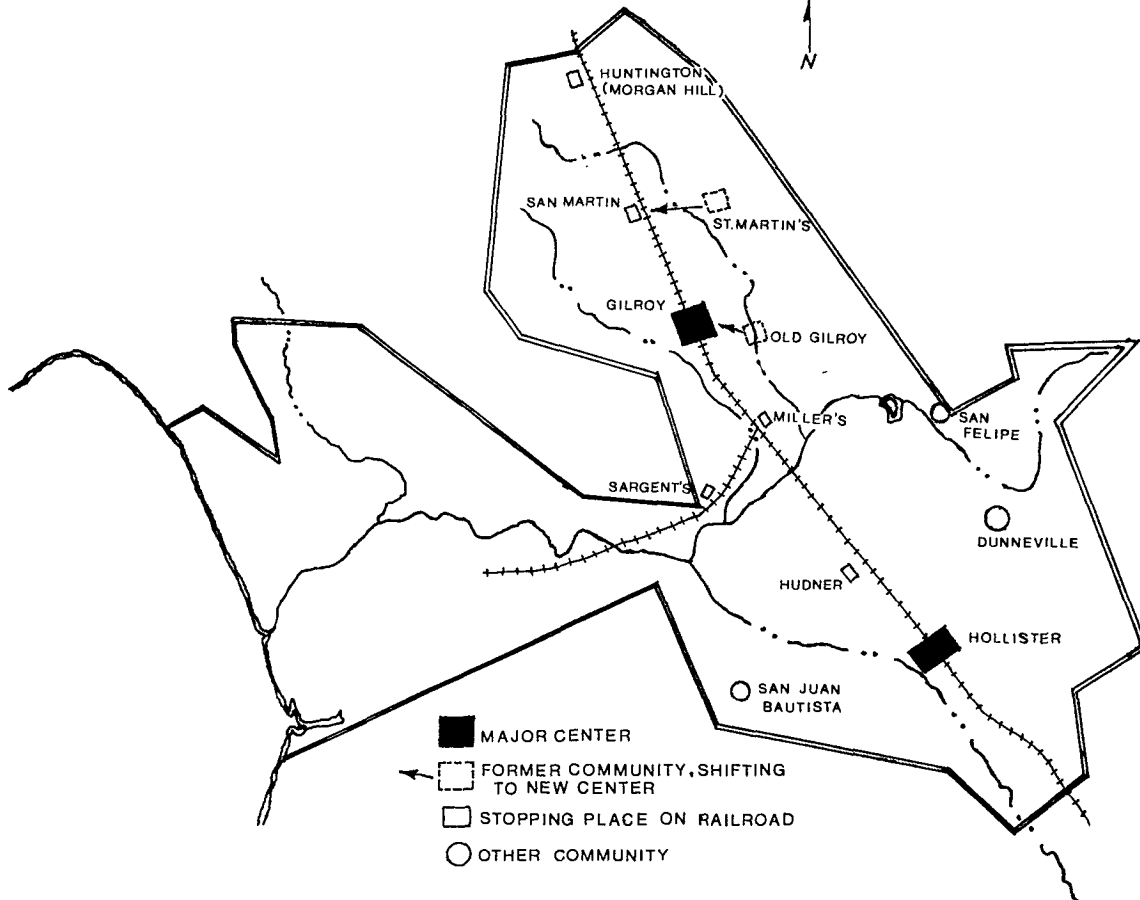 N
HUNTINGTON
(MORGAN HILL)
SAN MARTIN
ST. MARTIN'S
GILROY
OLD GILROY
MILLER'S
SAN
FELIPE
SARGENT'S
DUNNEVILLE
HUDNER
HOLLISTER
SAN JUAN
BAUTISTA
MAJOR CENTER
FORMER COMMUNITY, SHIFTING
TO NEW CENTER
STOPPING PLACE ON RAILROAD
OTHER COMMUNITY